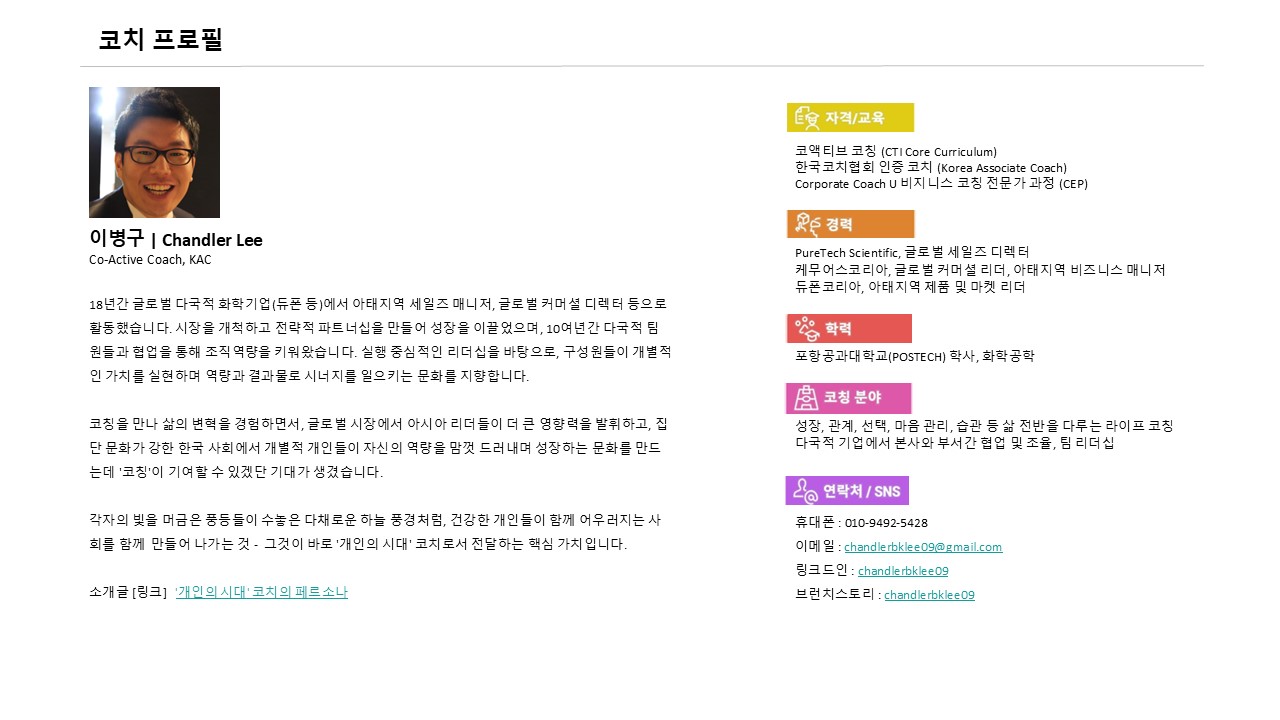 코치 프로필
이병구 | Chandler Lee
Co-Active Coach, KAC
18년간 글로벌 다국적 화학기업(듀폰 등)에서 아태지역 세일즈 매니저, 글로벌 커머셜 디렉터 등으로
활동했습니다. 시장을 개척하고 전략적 파트너십을 만들어 성장을 이끌었으며, 10여년간 다국적 팀
원들과 협업을 통해 조직역량을 키워왔습니다. 실행 중심적인 리더십을 바탕으로, 구성원들이 개별적
인 가치를 실현하며 역량과 결과물로 시너지를 일으키는 문화를 지향합니다.
코칭을 만나 삶의 변혁을 경험하면서, 글로벌 시장에서 아시아 리더들이 더 큰 영향력을 발휘하고, 집
단 문화가 강한 한국 사회에서 개별적 개인들이 자신의 역량을 맘껏 드러내며 성장하는 문화를 만드
는데 '코칭'이 기여할 수 있겠단 기대가 생겼습니다.
각자의 빛을 머금은 풍등들이 수놓은 다채로운 하늘 풍경처럼, 건강한 개인들이 함께 어우러지는 사
회를 함께 만들어 나가는 것 - 그것이 바로 '개인의 시대' 코치로서 전달하는 핵심 가치입니다.
소개글 [링크] '개인의 시대' 코치의 페르소나
자격/교육
코액티브 코칭 (CTI Core Curriculum)
한국코치협회 인증 코치 (Korea Associate Coach)
Corporate Coach U 비지니스 코칭 전문가 과정 (CEP)
경력
PureTech Scientific, 글로벌 세일즈 디렉터
케무어스코리아, 글로벌 커머셜 리더, 아태지역 비즈니스 매니저
듀폰코리아, 아태지역 제품 및 마켓 리더
학력
포항공과대학교(POSTECH) 학사, 화학공학
코칭 분야
성장, 관계, 선택, 마음 관리, 습관 등 삶 전반을 다루는 라이프 코칭
다국적 기업에서 본사와 부서간 협업 및 조율, 팀 리더십
연락처 / SNS
휴대폰 : 010-9492-5428
이메일 : chandlerbklee09@gmail.com
링크드인 : chandlerbklee09
브런치스토리 : chandlerbklee09